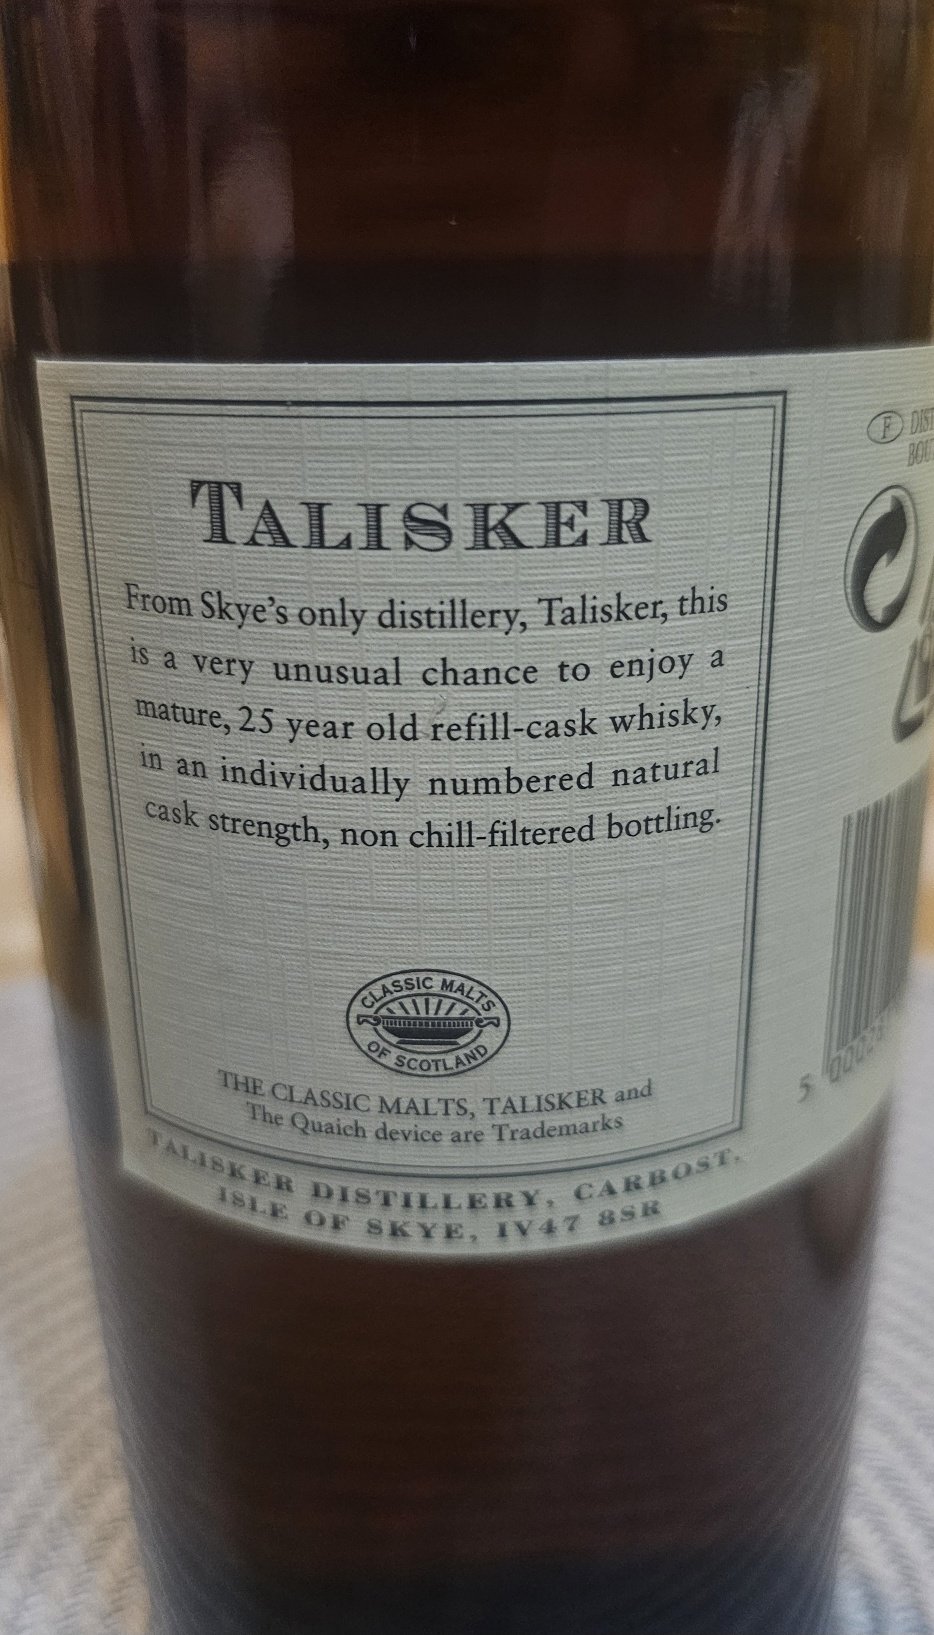 TALISKER
From Skye's only distillery, Talisker, this
is a very unusual chance to enjoy a
mature, 25 year old refill-cask whisky,
in an individually numbered natural
cask strength, non chill-filtered bottling.
CLASSIC MALTS
OF SCOTLAND
THE CLASSIC MALTS, TALISKER and
The Quaich device are Trademarks
TALISKER DISTILLERY, CARBOST,
ISLE OF SKYE, IV47 8SR
F
5